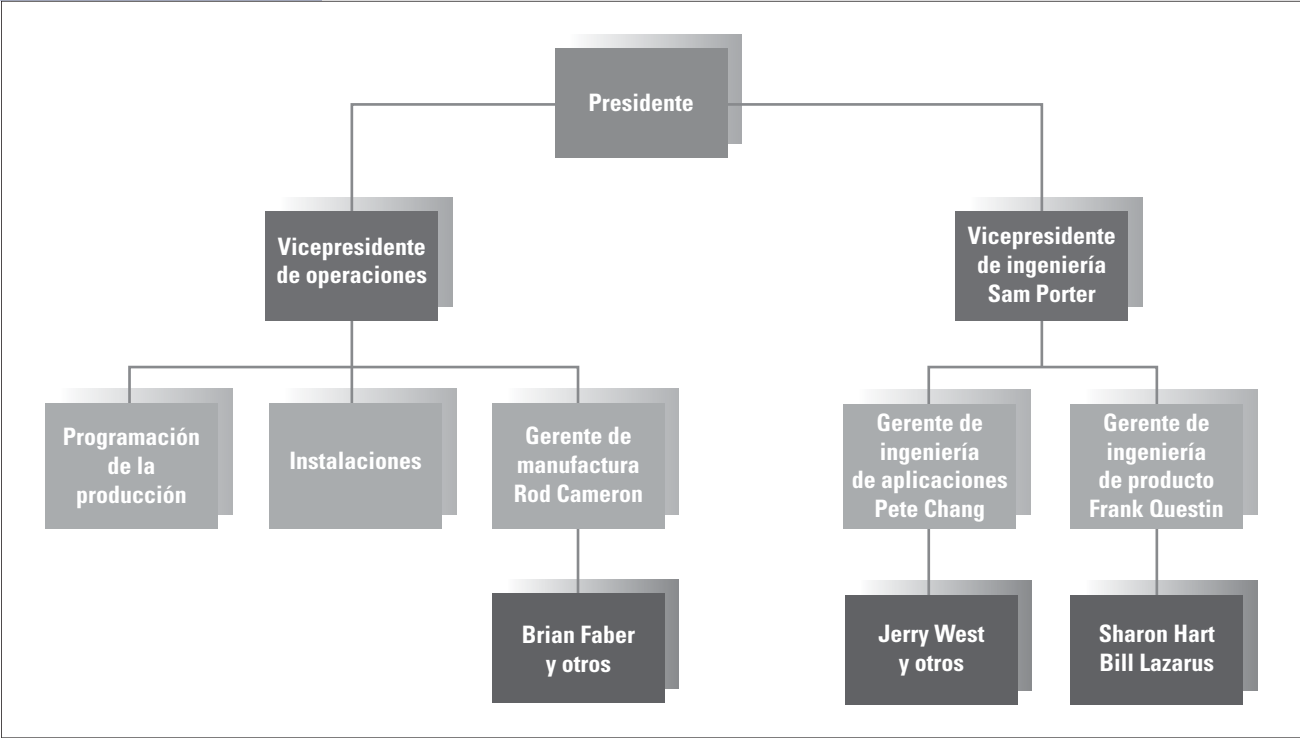 Presidente
Vicepresidente
de operaciones
Vicepresidente
de ingeniería
Sam Porter
Programación
de la
producción
Instalaciones
Gerente de
manufactura
Rod Cameron
Gerente de
ingeniería
de aplicaciones
Pete Chang
Gerente de
ingeniería
de producto
Frank Questin
Brian Faber
y otros
Jerry West
y otros
Sharon Hart
Bill Lazarus